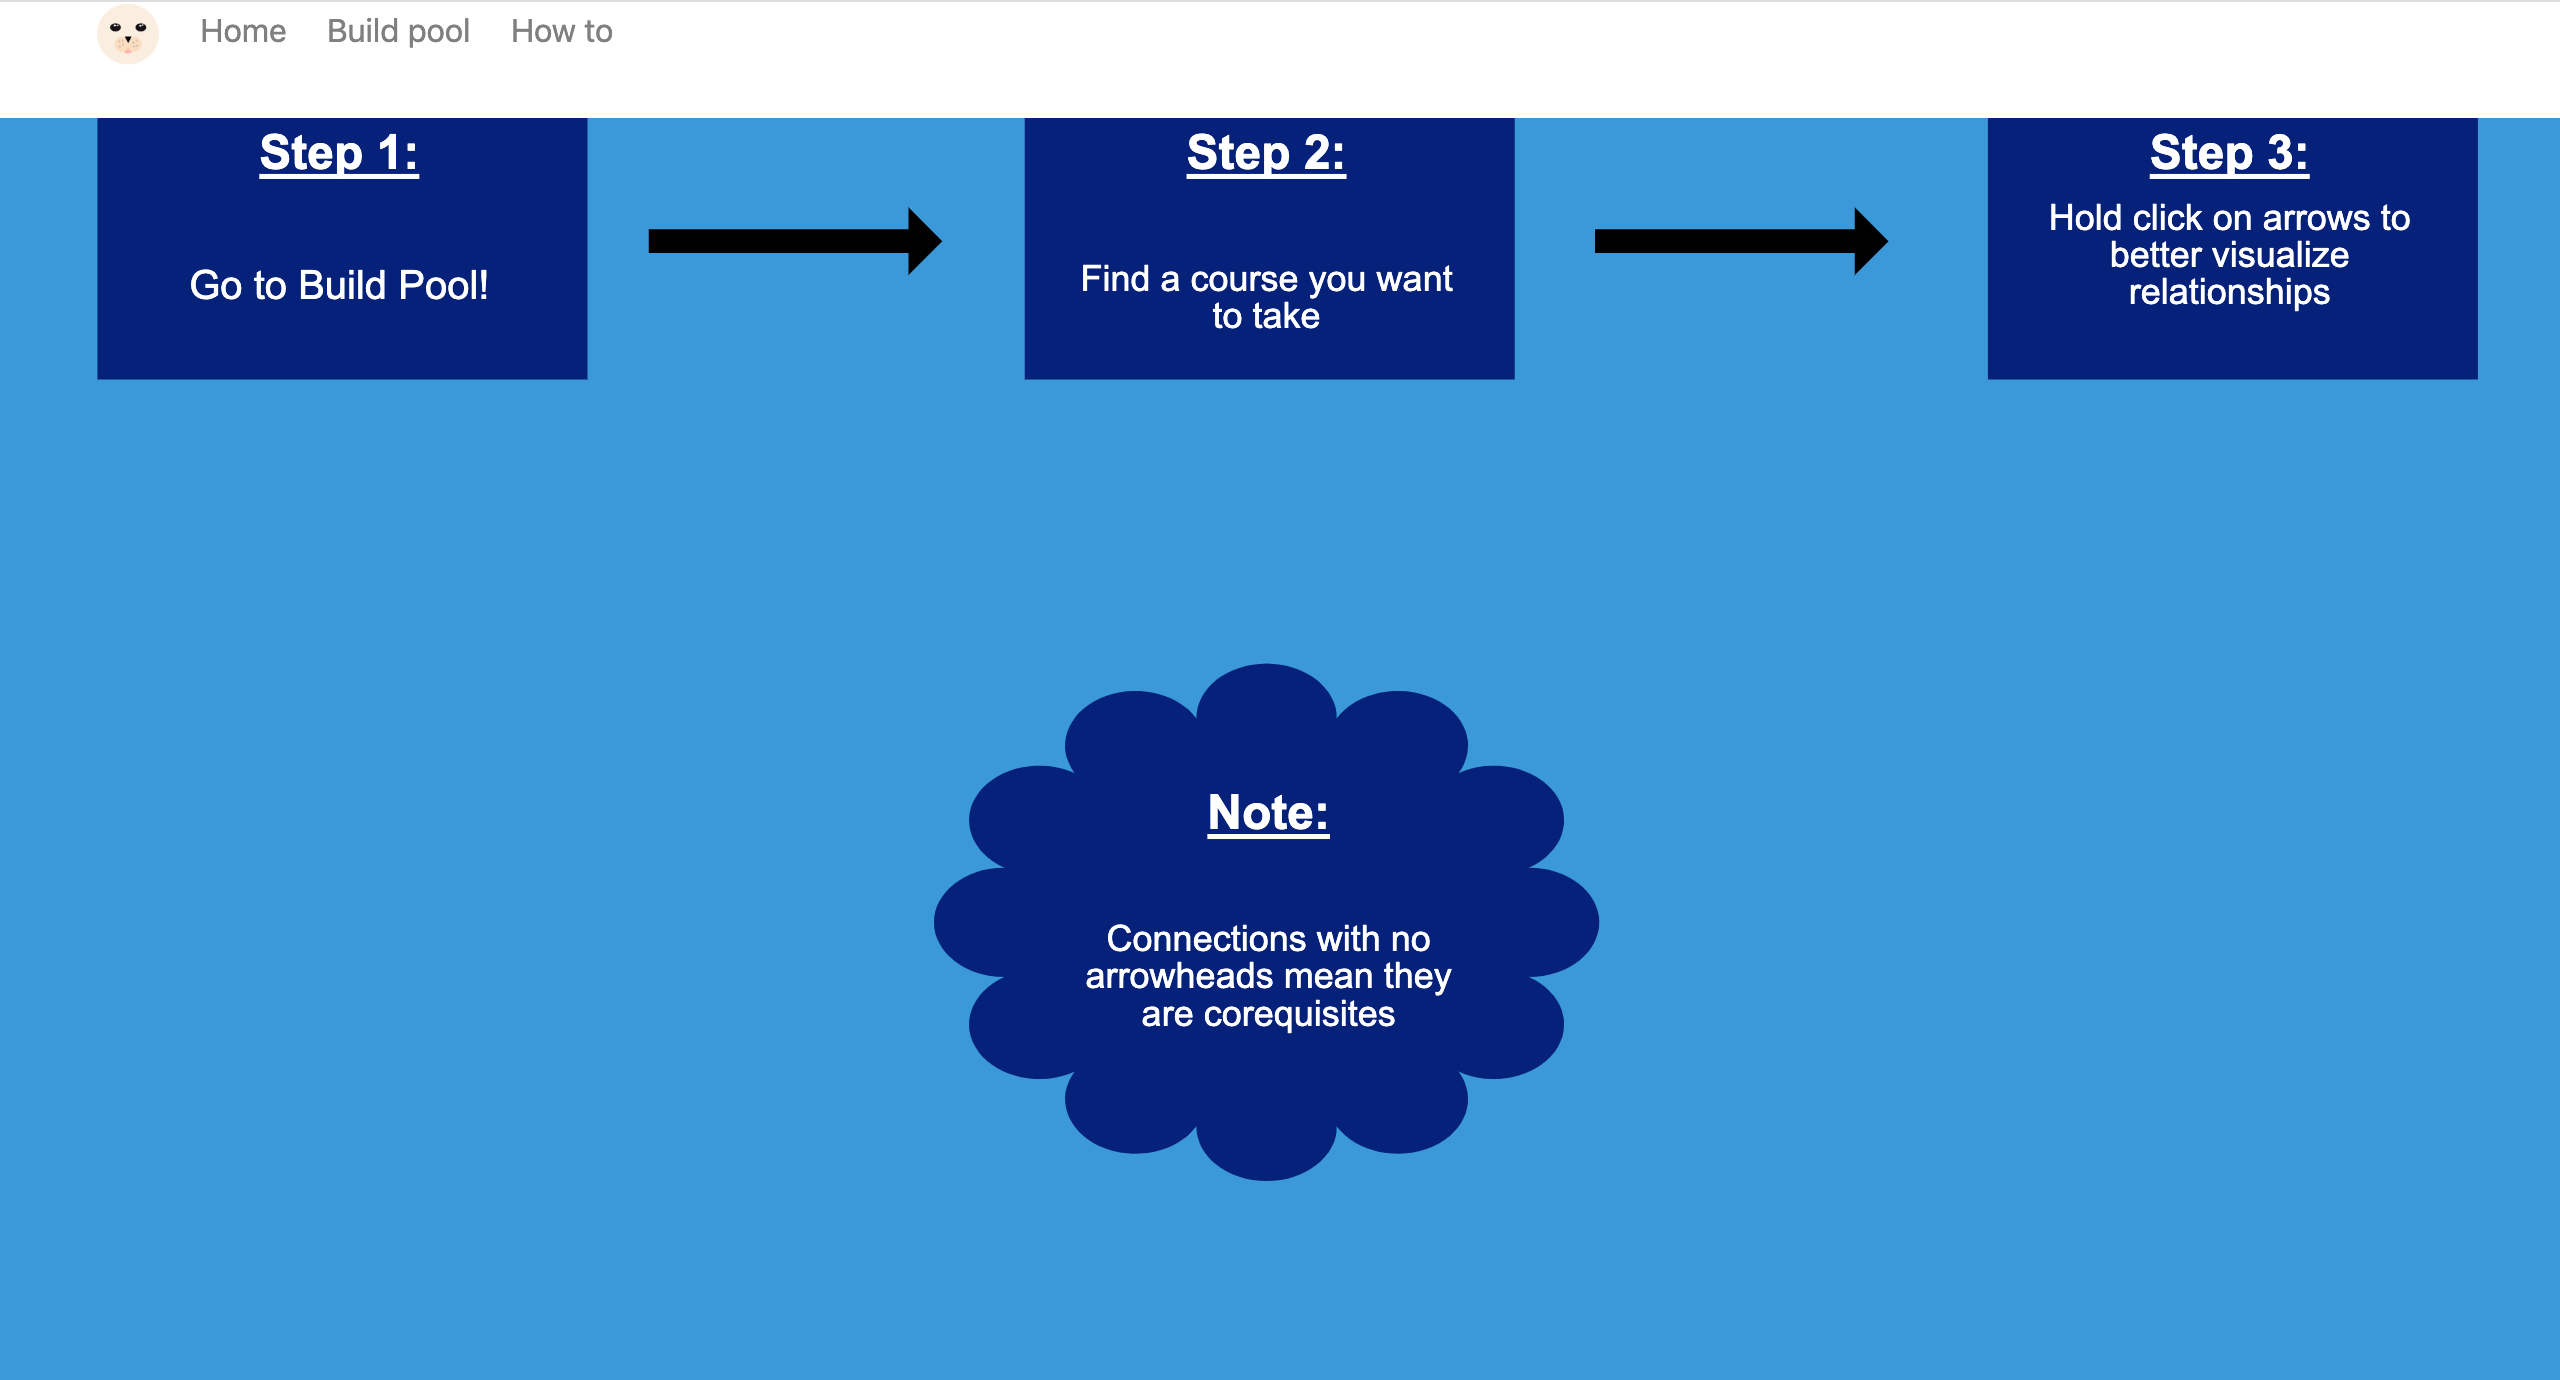 Home Build pool How to
Step 1:
Go to Build Pool!
Step 2:
Find a course you want
to take
Step 3:
Hold click on arrows to
better visualize
relationships
Note:
Connections with no
arrowheads mean they
are corequisites